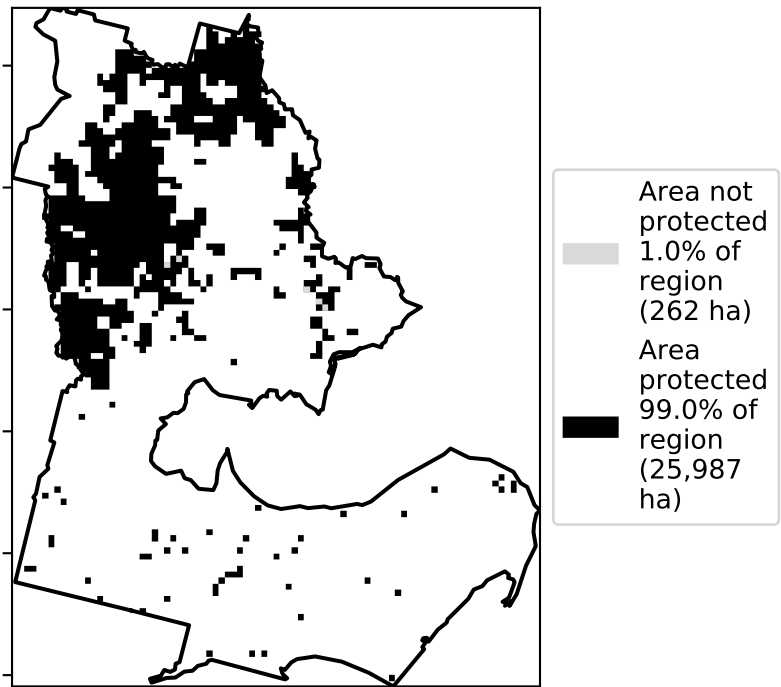 Area not
protected
1.0% of
region
(262 ha)
Area
protected
99.0% of
region
(25,987
ha)